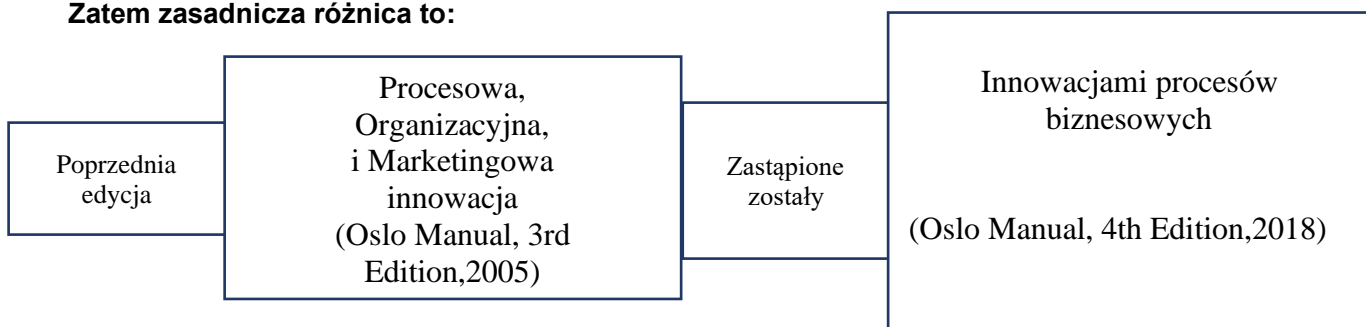 Zatem zasadnicza różnica to:
Poprzednia
edycja
Procesowa,
Organizacyjna,
i Marketingowa
innowacja
(Oslo Manual, 3rd
Edition,2005)
Zastąpione
zostały
Innowacjami procesów
biznesowych
(Oslo Manual, 4th Edition,2018)